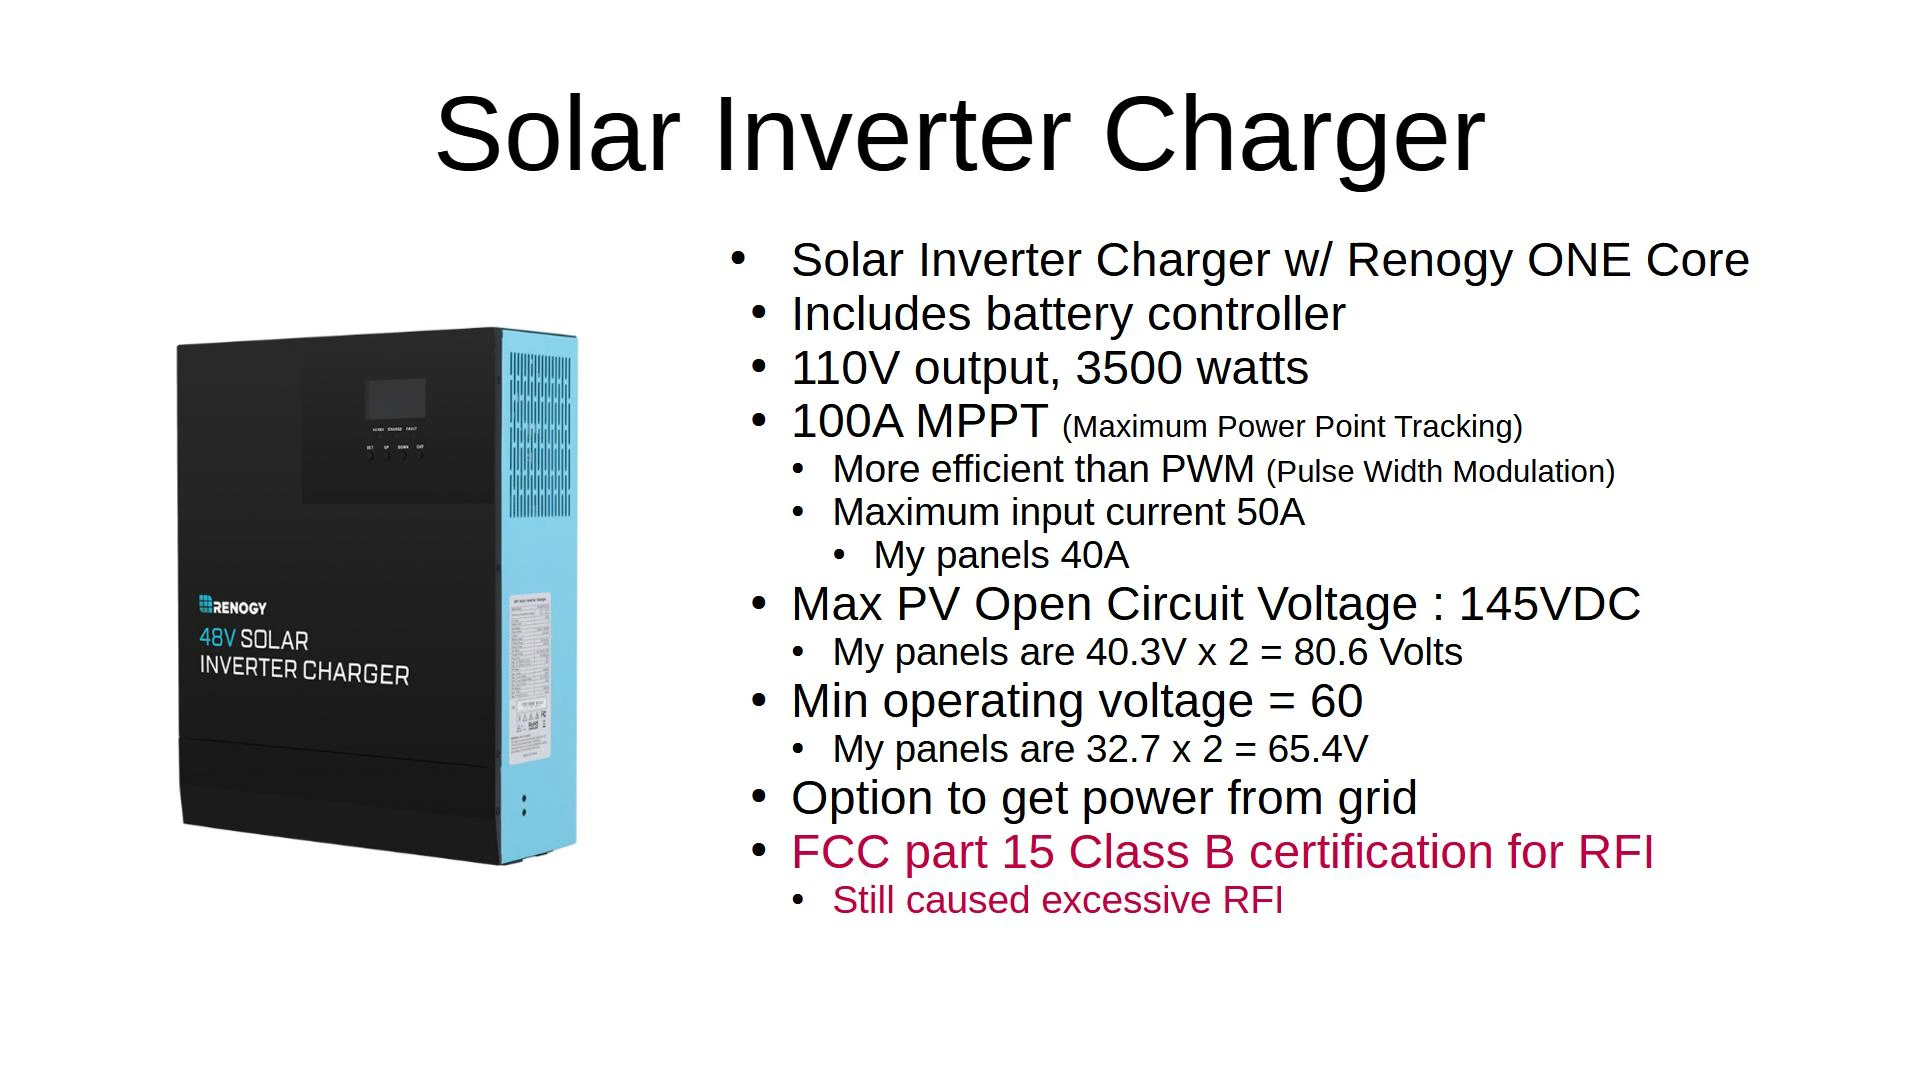 Solar Inverter Charger
• Solar Inverter Charger w/ Renogy ONE Core
• Includes battery controller
• 110V output, 3500 watts
• 100A MPPT (Maximum Power Point Tracking)
• More efficient than PWM (Pulse Width Modulation)
• Maximum input current 50A
• My panels 40A
• Max PV Open Circuit Voltage : 145VDC
• My panels are 40.3V x 2 = 80.6 Volts
• Min operating voltage = 60
• My panels are 32.7 x 2 = 65.4V
• Option to get power from grid
• FCC part 15 Class B certification for RFI
• Still caused excessive RFI
RENOGY
48V SOLAR
INVERTER CHARGER
SET UP DOWN ENT